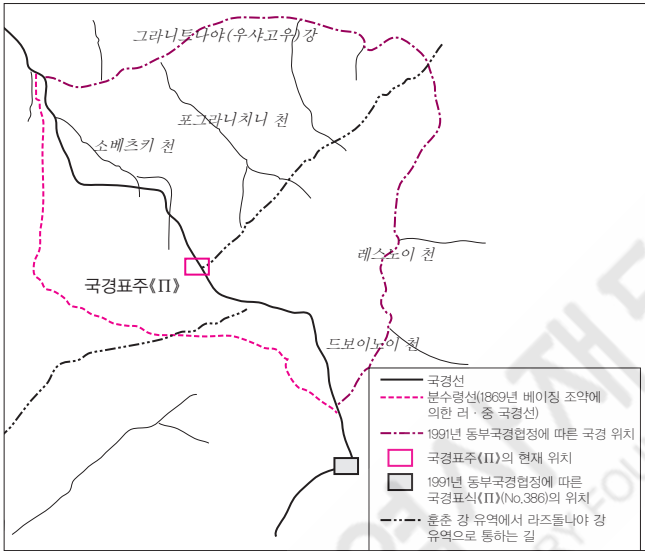 그라니토나야(우샤고우)강
포그라니치니 천
소베츠키 천
레스노이 천
국경표주《П》
드보이노이 천
국경선
분수령선(1869년 베이징 조약에
의한 러·중 국경선)
1991년 동부국경협정에 따른 국경 위치
국경표주《П》의 현재 위치
1991년 동부국경협정에 따른
국경표식《П》(No.386)의 위치
훈춘 강 유역에서 라즈돌나야 강
유역으로 통하는 길